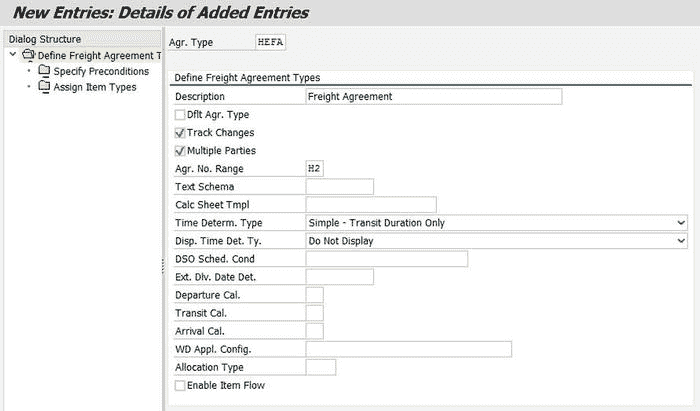 New Entries: Details of Added Entries
Dialog Structure
Define Freight Agreement T
Specify Preconditions
Assign Item Types
Agr. Type HEFA
Define Freight Agreement Types
Description Freight Agreement
Dflt Agr. Type
Track Changes
Multiple Parties
Agr. No. Range H2
Text Schema
Calc Sheet Tmpl
Time Determ. Type Simple - Transit Duration Only
Disp. Time Det. Ty. Do Not Display
DSO Sched. Cond
Ext. Dlv. Date Det.
Departure Cal.
Transit Cal.
Arrival Cal.
WD Appl. Config.
Allocation Type
Enable Item Flow